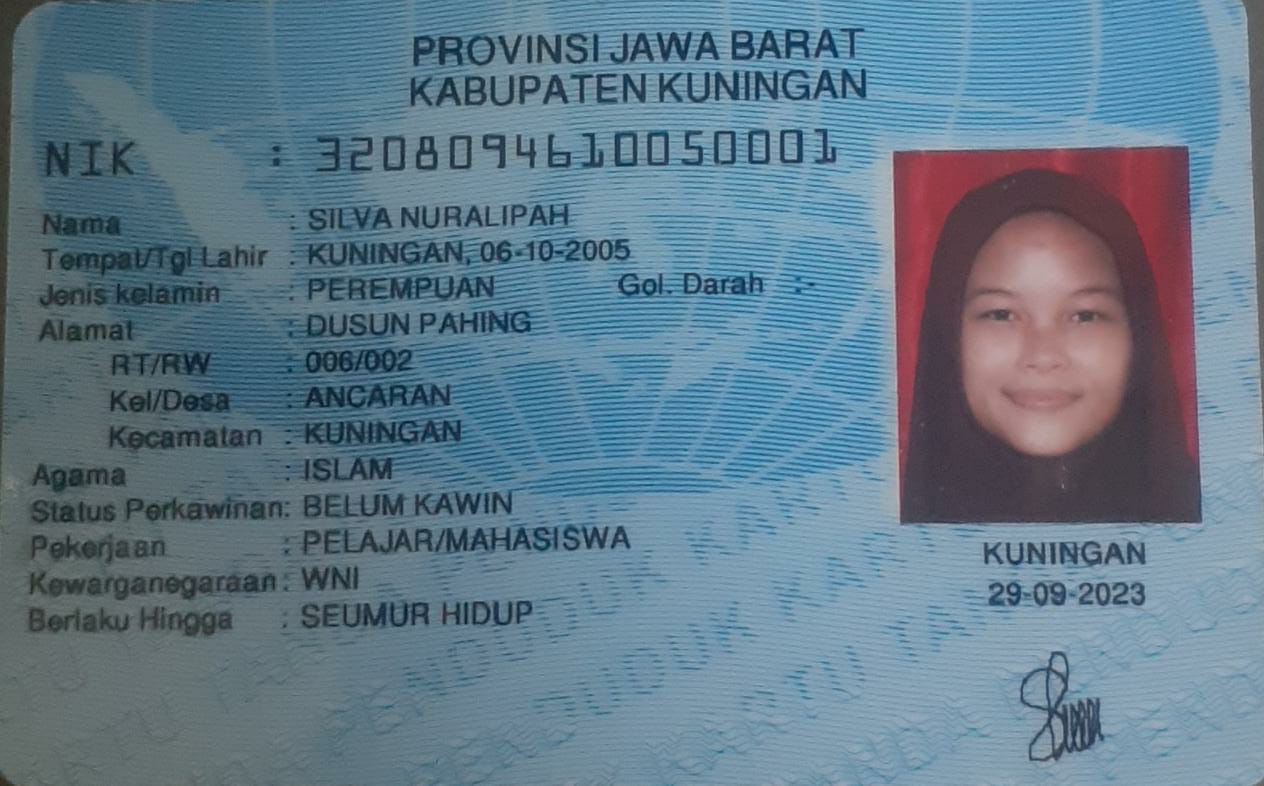 PROVINSI JAWA BARAT
KABUPATEN KUNINGAN
NIK : 3208094610050001
Nama : SILVA NURALIPAH
Tempat/Tgl Lahir : KUNINGAN, 06-10-2005
Jenis kelamin : PEREMPUAN Gol. Darah :-
Alamat : DUSUN PAHING
RT/RW : 006/002
Kel/Desa : ANCARAN
Kecamatan : KUNINGAN
Agama : ISLAM
Status Perkawinan: BELUM KAWIN
Pekerjaan : PELAJAR/MAHASISWA
Kewarganegaraan: WNI
Berlaku Hingga : SEUMUR HIDUP
KUNINGAN
29-09-2023